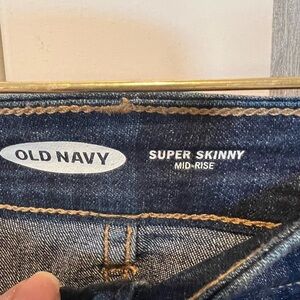 OLD NAVY
SUPER SKINNY
MID-RISE